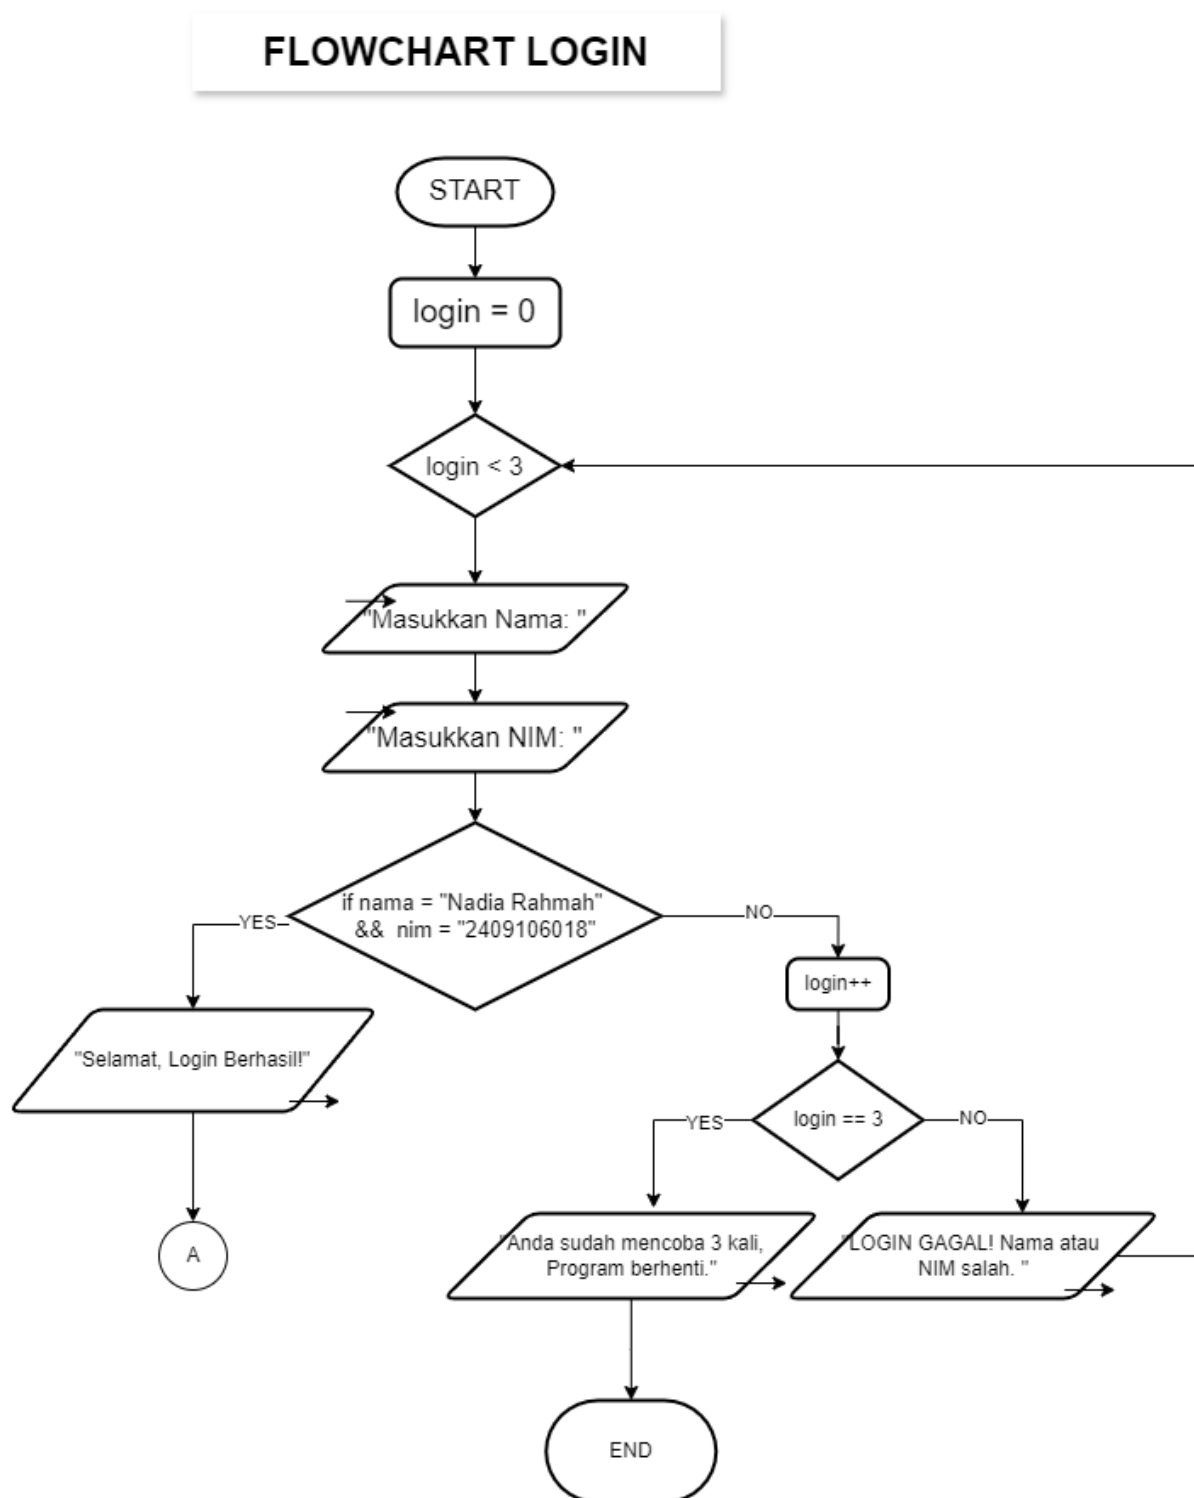 FLOWCHART LOGIN
START
login = 0
login < 3
"Masukkan Nama: "
"Masukkan NIM: "
if nama = "Nadia Rahmah"
&& nim = "2409106018"
YES
NO
login++
"Selamat, Login Berhasil!"
login == 3
YES
NO
A
"Anda sudah mencoba 3 kali,
Program berhenti."
"LOGIN GAGAL! Nama atau
NIM salah. "
END